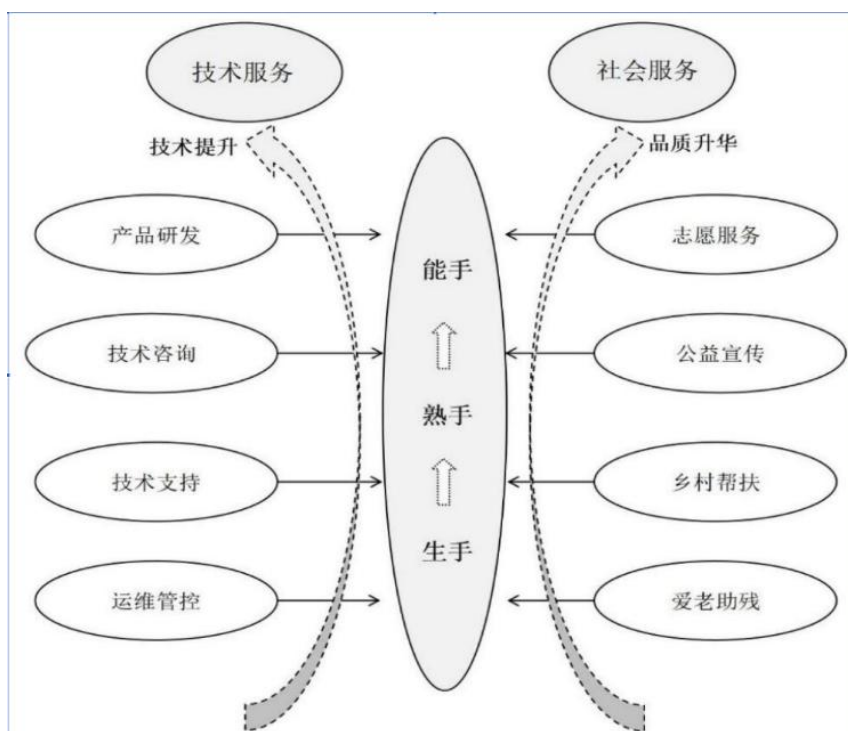 技术服务
社会服务
技术提升
品质升华
产品研发
志愿服务
能手
技术咨询
公益宣传
熟手
技术支持
乡村帮扶
生手
运维管控
爱老助残